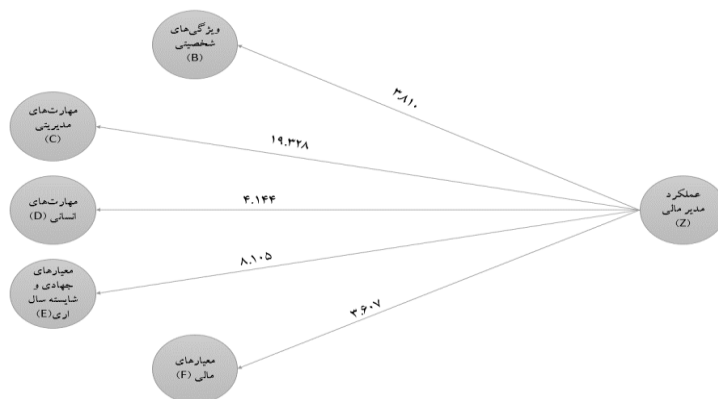 ویژگی‌های
شخصیتی
(B)
۳.۸۱۰
مهارت‌های
مدیریتی
(C)
۱۹.۳۲۸
مهارت‌های
انسانی (D)
۴.۱۴۴
عملکرد
مدیر مالی
(Z)
معیارهای
جهادی و
شایسته سال
اری(E)
۸.۱۰۵
۳.۶۰۷
معیارهای
مالی (F)